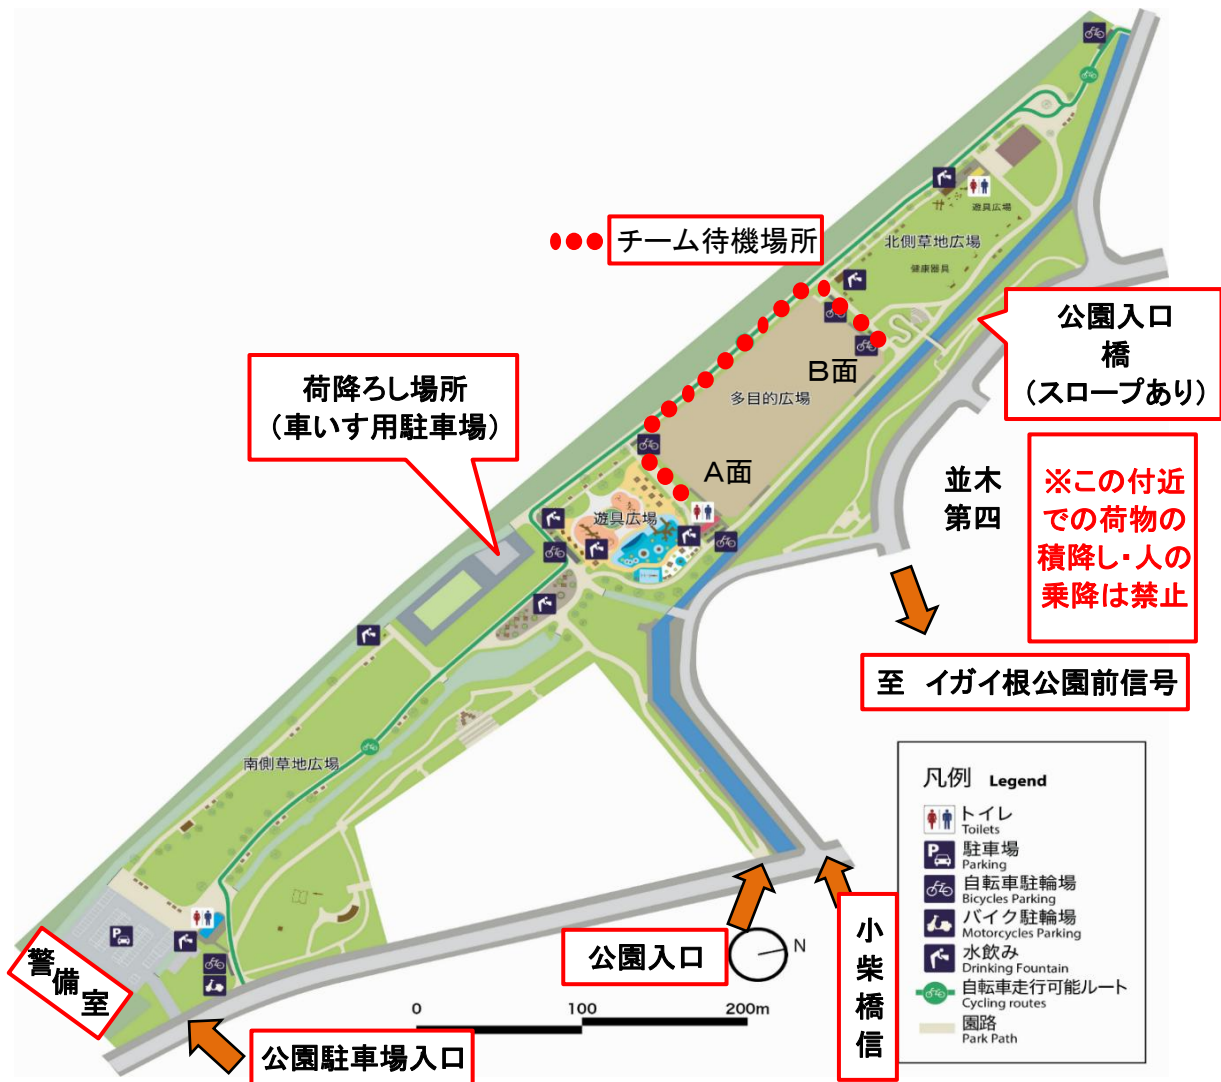 チーム待機場所
遊具広場
北側草地広場
健康器具
公園入口
橋
（スロープあり）
荷降ろし場所
（車いす用駐車場）
B面
多目的広場
A面
遊具広場
並木
第四
※この付近
での荷物の
積降し・人の
乗降は禁止
至　イガイ根公園前信号
南側草地広場
凡例 Legend
トイレ
Toilets
P
駐車場
Parking
自転車駐輪場
Bicycles Parking
バイク駐輪場
Motorcycles Parking
水飲み
Drinking Fountain
自転車走行可能ルート
Cycling routes
園路
Park Path
P
警備室
公園入口
N
小柴橋信
0 100 200m
公園駐車場入口